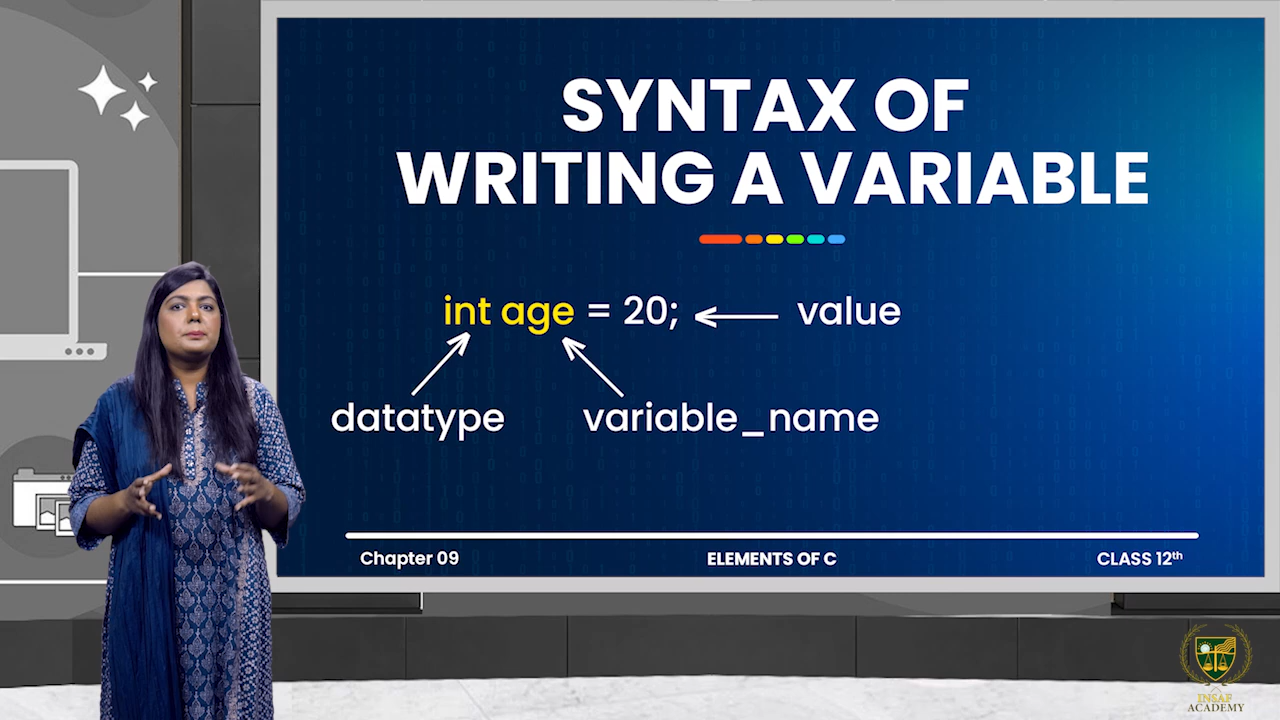 SYNTAX OF
WRITING A VARIABLE
int age = 20; value
datatype variable_name
Chapter 09 ELEMENTS OF C CLASS 12th
INSAF
ACADEMY